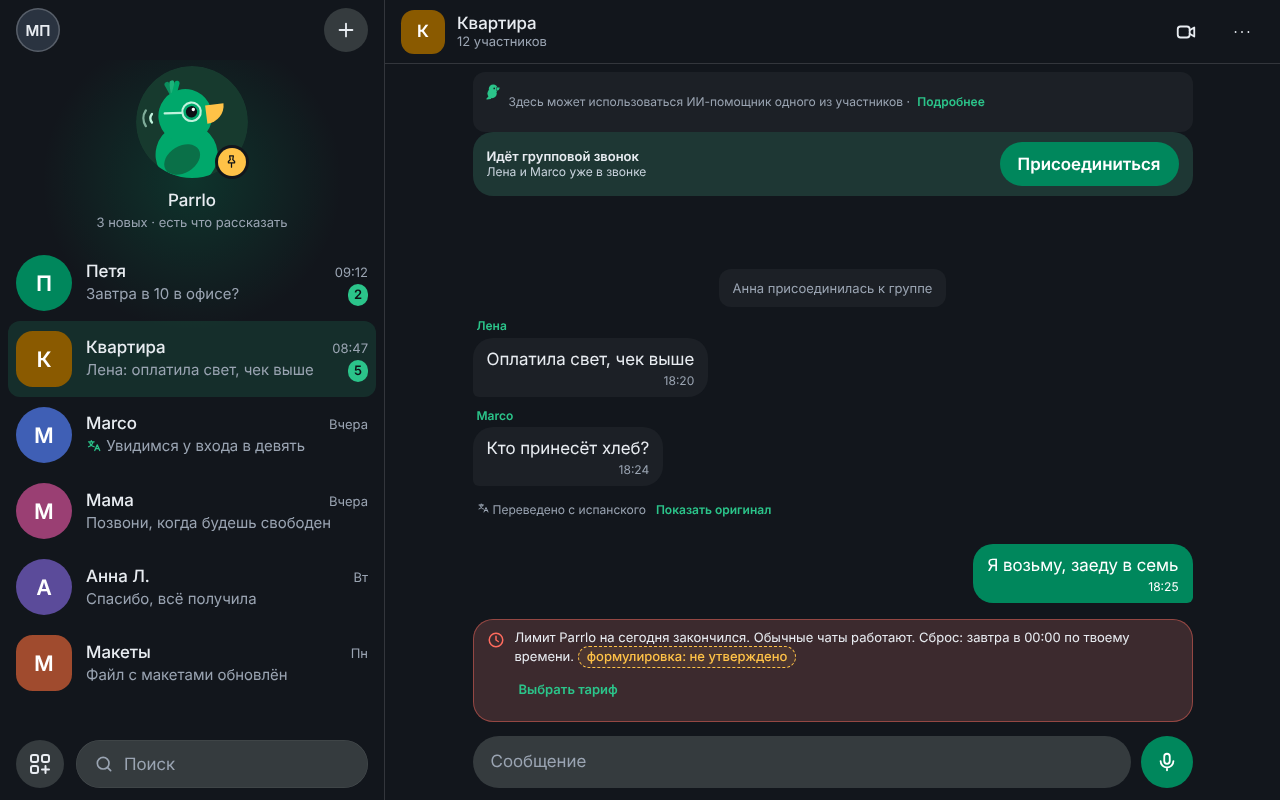 МП
Parrlo
3 новых · есть что рассказать
П
Петя
09:12
Завтра в 10 в офисе?
2
К
Квартира
08:47
Лена: оплатила свет, чек выше
5
M
Marco
Вчера
Увидимся у входа в девять
М
Мама
Вчера
Позвони, когда будешь свободен
А
Анна Л.
Вт
Спасибо, всё получила
М
Макеты
Пн
Файл с макетами обновлён
Поиск
К
Квартира
12 участников
Здесь может использоваться ИИ-помощник одного из участников · Подробнее
Идёт групповой звонок
Лена и Marco уже в звонке
Присоединиться
Анна присоединилась к группе
Лена
Оплатила свет, чек выше
18:20
Marco
Кто принесёт хлеб?
18:24
Переведено с испанского Показать оригинал
Я возьму, заеду в семь
18:25
Лимит Parrlo на сегодня закончился. Обычные чаты работают. Сброс: завтра в 00:00 по твоему
времени. формулировка: не утверждено
Выбрать тариф
Сообщение